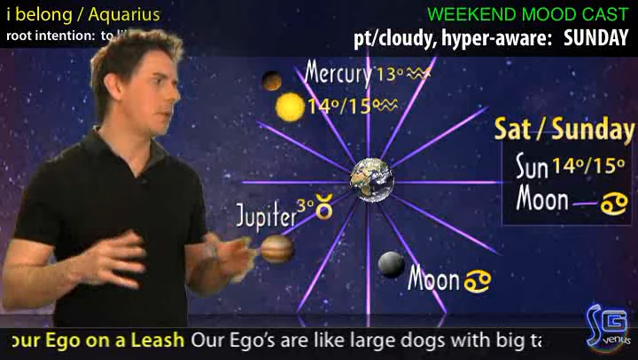 i belong / Aquarius
WEEKEND MOOD CAST
root intention: to
pt/cloudy, hyper-aware: SUNDAY
Mercury 13° ♒
14°/15° ♒
Sat / Sunday
Sun 14°/15°
Moon — ♋
Jupiter 3° ♉
Moon ♋
SG
venus
our Ego on a Leash Our Ego's are like large dogs with big